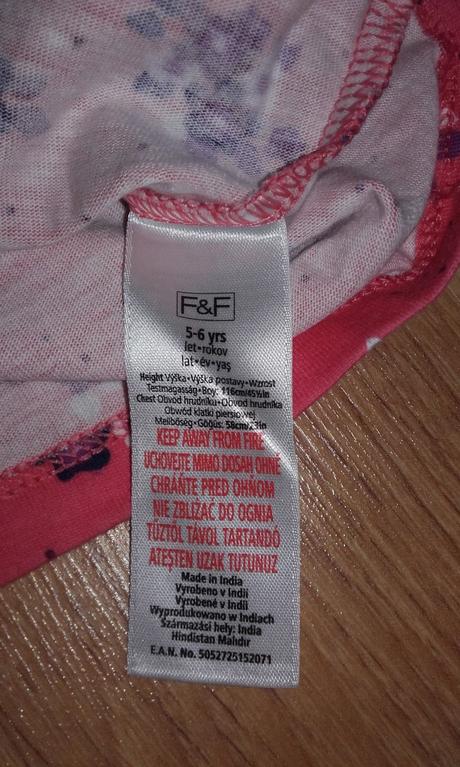 F&F
5-6 yrs
let•rokov
lat•év•yaş
Height Výška•Výška postavy•Wzrost
Testmagasság•Boy: 116cm/45½in
Chest Obvod hrudníku•Obvod hrudníka
Obwód klatki piersiowej
Mellbőség•Göğüs: 58cm/23in
KEEP AWAY FROM FIRE
UCHOVEJTE MIMO DOSAH OHNĚ
CHRÁŇTE PRED OHŇOM
NIE ZBLIŻAĆ DO OGNIA
TŰZTŐL TÁVOL TARTANDÓ
ATEŞTEN UZAK TUTUNUZ
Made in India
Vyrobeno v Indii
Vyrobené v Indii
Wyprodukowano w Indiach
Származási hely: India
Hindistan Malıdır
E.A.N. No. 5052725152071